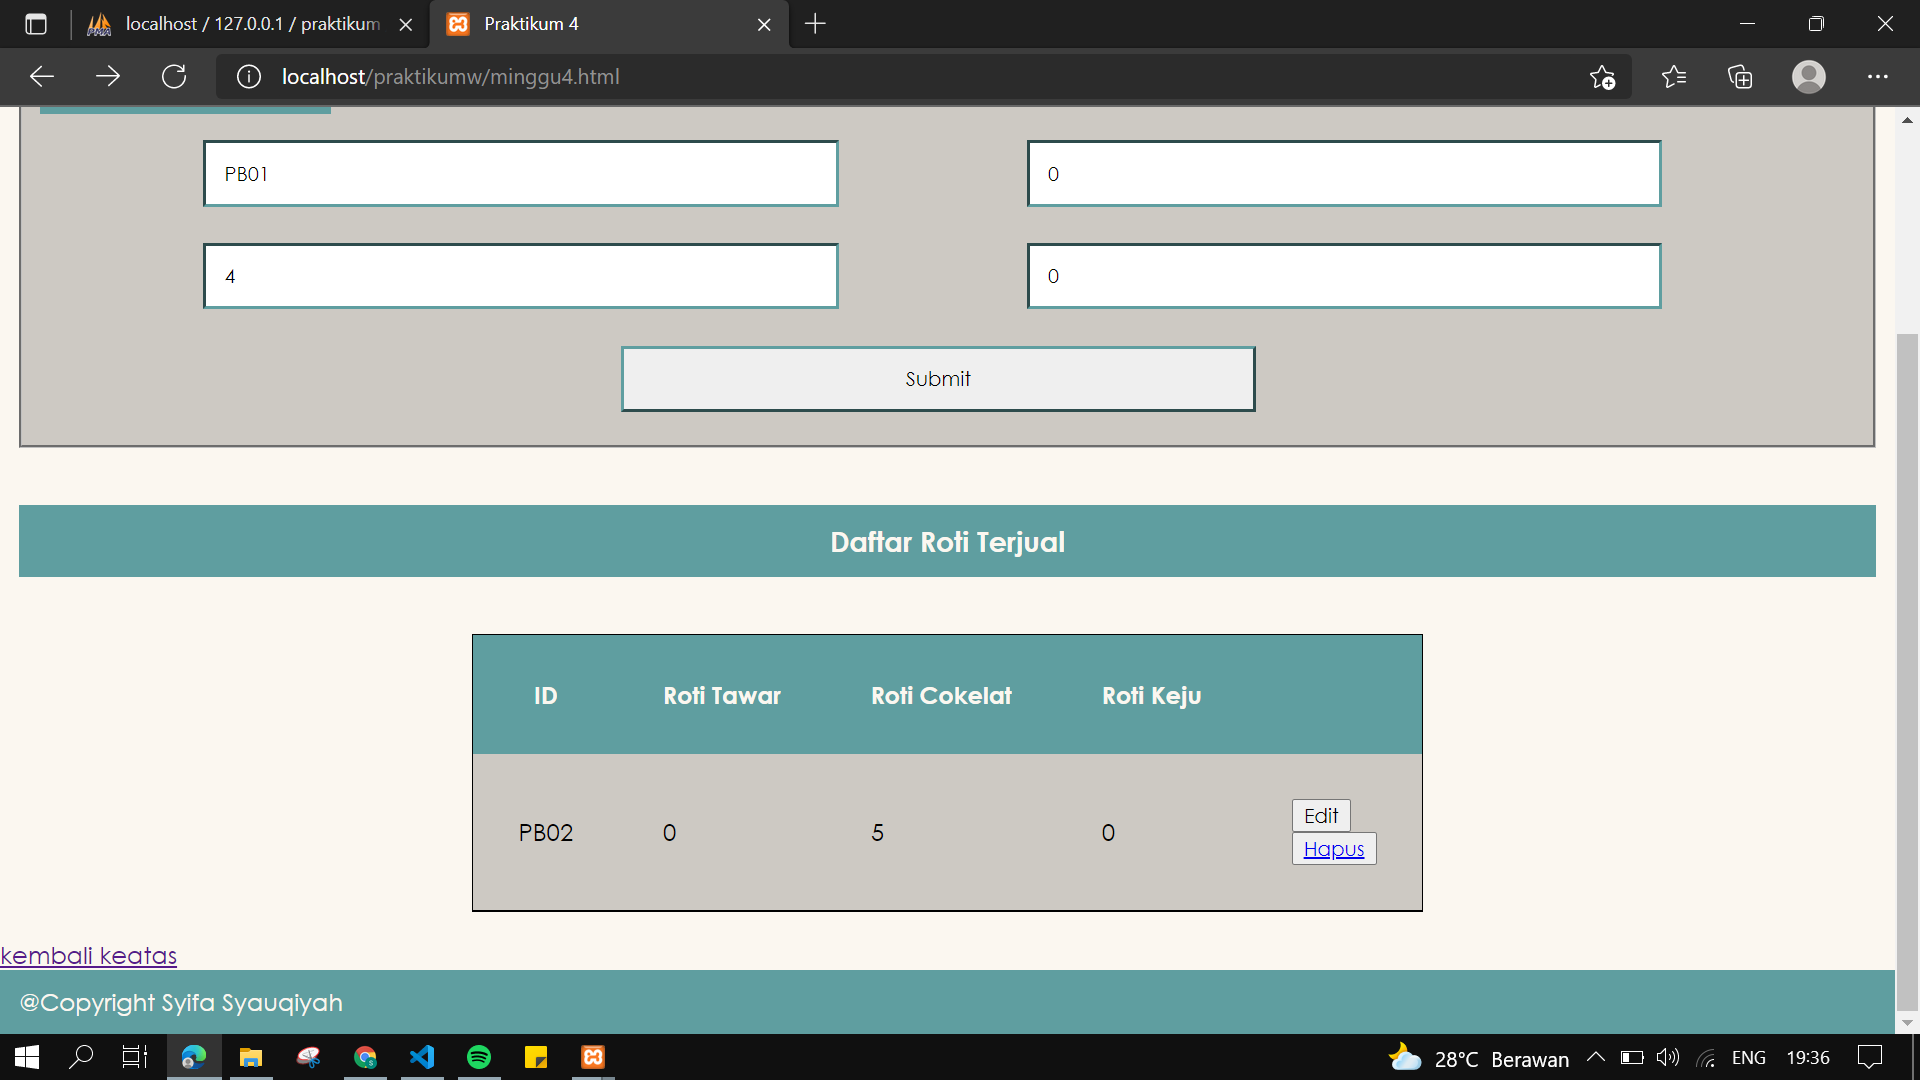 localhost / 127.0.0.1 / praktikum
Praktikum 4
localhost/praktikumw/minggu4.html
PB01
0
4
0
Submit
Daftar Roti Terjual
ID Roti Tawar Roti Cokelat Roti Keju
PB02 0 5 0 Edit
Hapus
kembali keatas
@Copyright Syifa Syauqiyah
28°C Berawan ENG 19:36